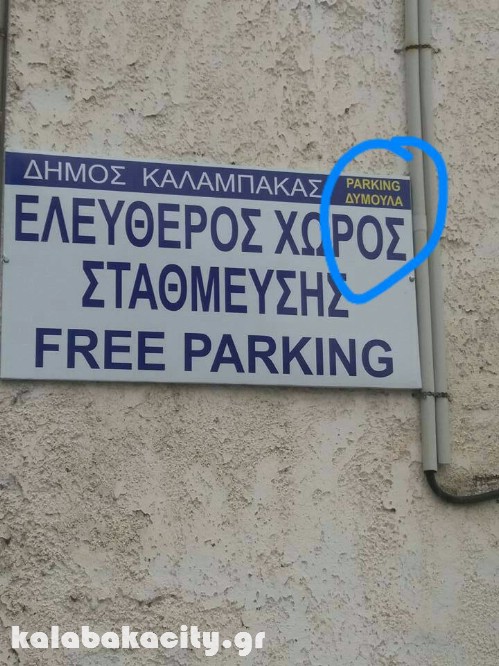 ΔΗΜΟΣ ΚΑΛΑΜΠΑΚΑΣ
PARKING
ΔΥΜΟΥΛΑ
ΕΛΕΥΘΕΡΟΣ ΧΩΡΟΣ
ΣΤΑΘΜΕΥΣΗΣ
FREE PARKING
kalabakacity.gr